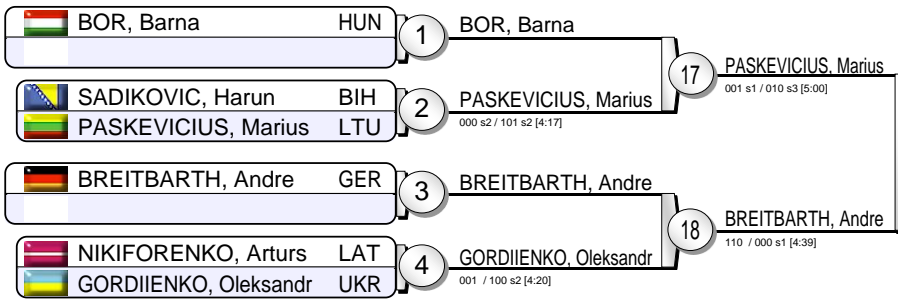 BOR, Barna HUN
1
BOR, Barna
SADIKOVIC, Harun BIH
PASKEVICIUS, Marius LTU
2
PASKEVICIUS, Marius
000 s2 / 101 s2 [4:17]
17
PASKEVICIUS, Marius
001 s1 / 010 s3 [5:00]
BREITBARTH, Andre GER
3
BREITBARTH, Andre
NIKIFORENKO, Arturs LAT
GORDIIENKO, Oleksandr UKR
4
GORDIIENKO, Oleksandr
001 / 100 s2 [4:20]
18
BREITBARTH, Andre
110 / 000 s1 [4:39]